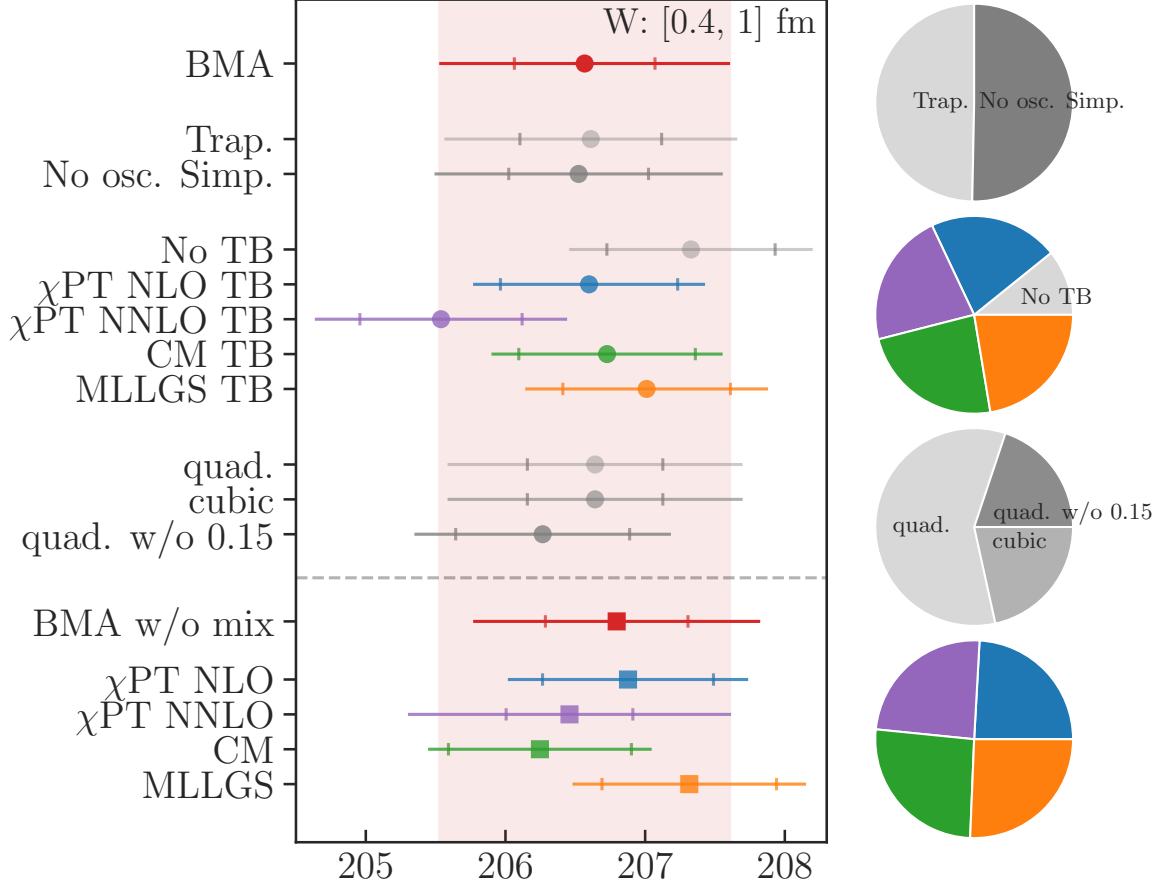 W: [0.4, 1] fm
BMA
Trap.
No osc. Simp.
No TB
χPT NLO TB
χPT NNLO TB
CM TB
MLLGS TB
quad.
cubic
quad. w/o 0.15
BMA w/o mix
χPT NLO
χPT NNLO
CM
MLLGS
205 206 207 208
Trap. No osc. Simp.
No TB
quad. quad. w/o 0.15
cubic